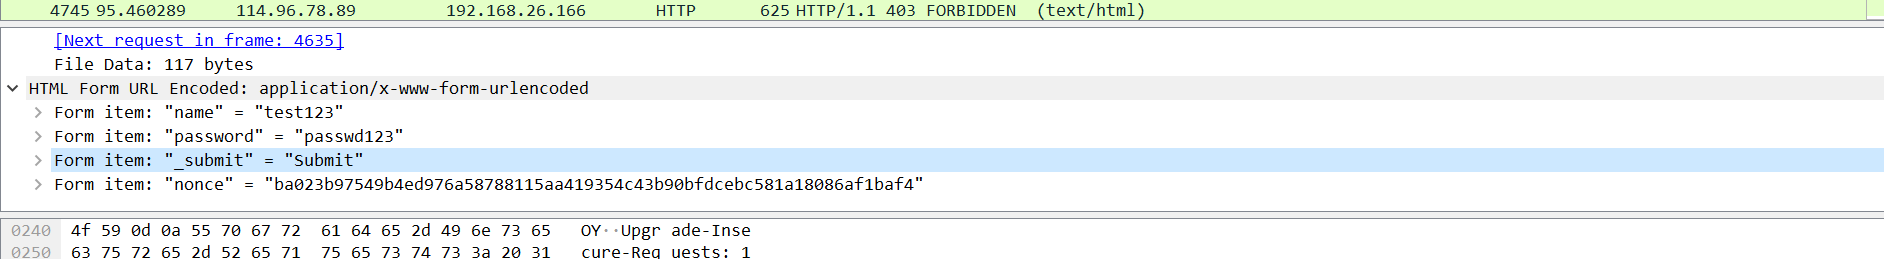 4745 95.460289 114.96.78.89 192.168.26.166 HTTP 625 HTTP/1.1 403 FORBIDDEN (text/html)
[Next request in frame: 4635]
File Data: 117 bytes
HTML Form URL Encoded: application/x-www-form-urlencoded
Form item: "name" = "test123"
Form item: "password" = "passwd123"
Form item: "_submit" = "Submit"
Form item: "nonce" = "ba023b97549b4ed976a58788115aa419354c43b90bfdcebc581a18086af1baf4"
0240 4f 59 0d 0a 55 70 67 72 61 64 65 2d 49 6e 73 65 OY··Upgr ade-Inse
0250 63 75 72 65 2d 52 65 71 75 65 73 74 73 3a 20 31 cure-Req uests: 1